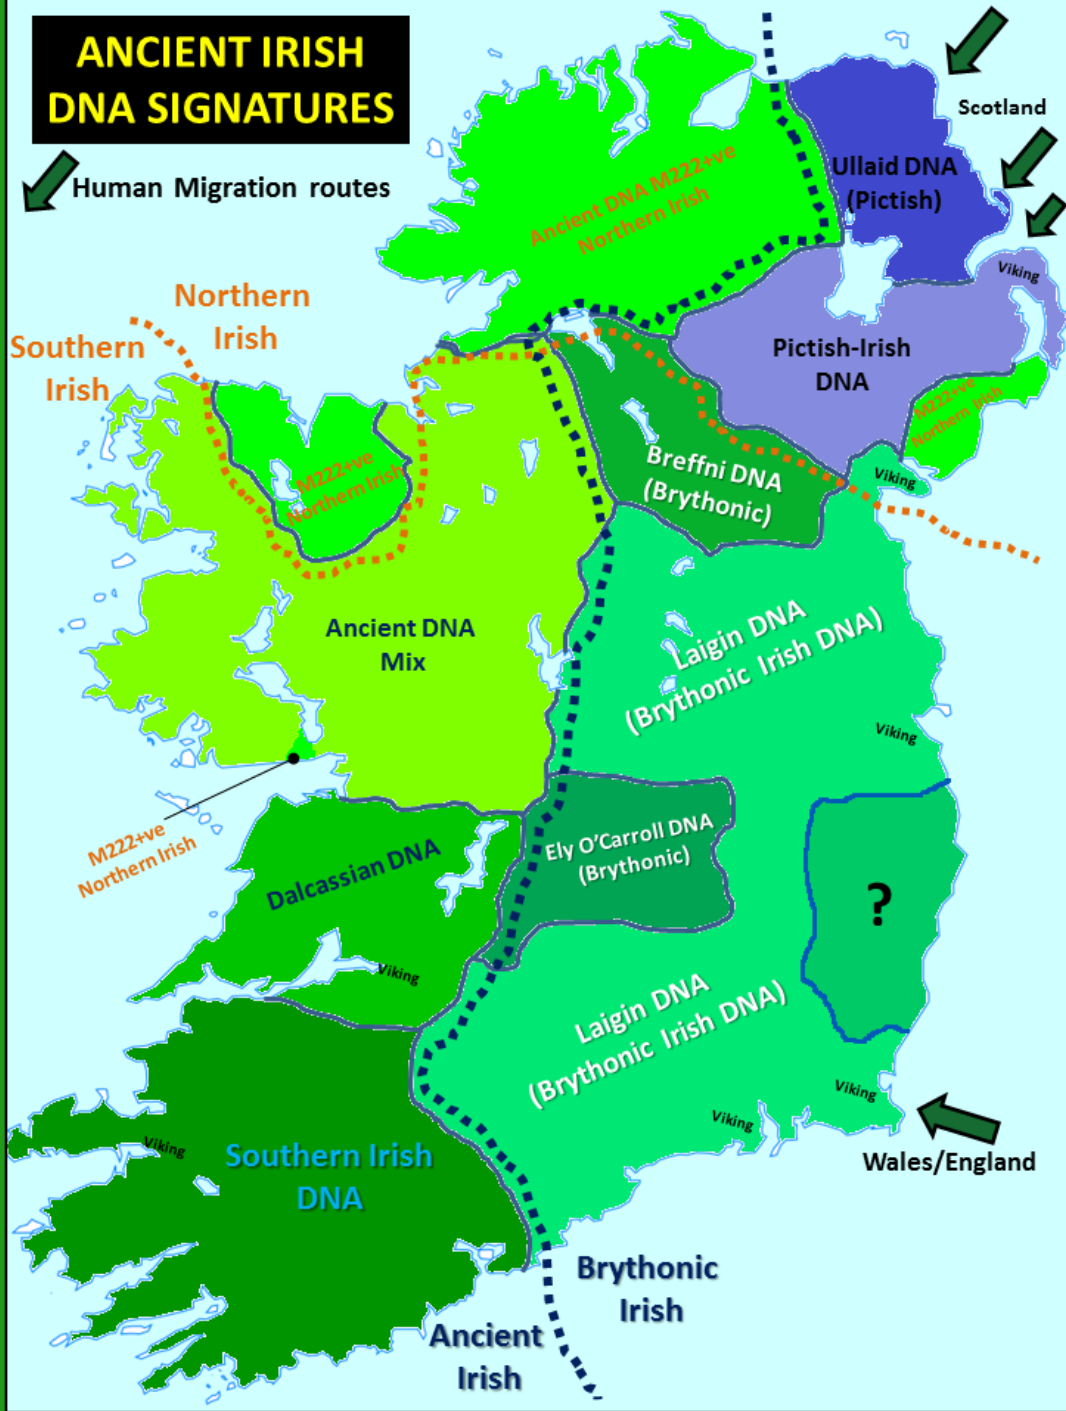 ANCIENT IRISH
DNA SIGNATURES
Human Migration routes
Scotland
Ullaid DNA
(Pictish)
Ancient DNA M222+ve
Northern Irish
Viking
Northern
Irish
Southern
Irish
Pictish-Irish
DNA
M222+ve
Northern Irish
M222+ve
Northern Irish
Breffni DNA
(Brythonic)
Viking
Ancient DNA
Mix
Laigin DNA
(Brythonic Irish DNA)
Viking
M222+ve
Northern Irish
Ely O'Carroll DNA
(Brythonic)
Dalcassian DNA
?
Viking
Laigin DNA
(Brythonic Irish DNA)
Viking
Viking
Viking
Southern Irish
DNA
Wales/England
Brythonic
Irish
Ancient
Irish